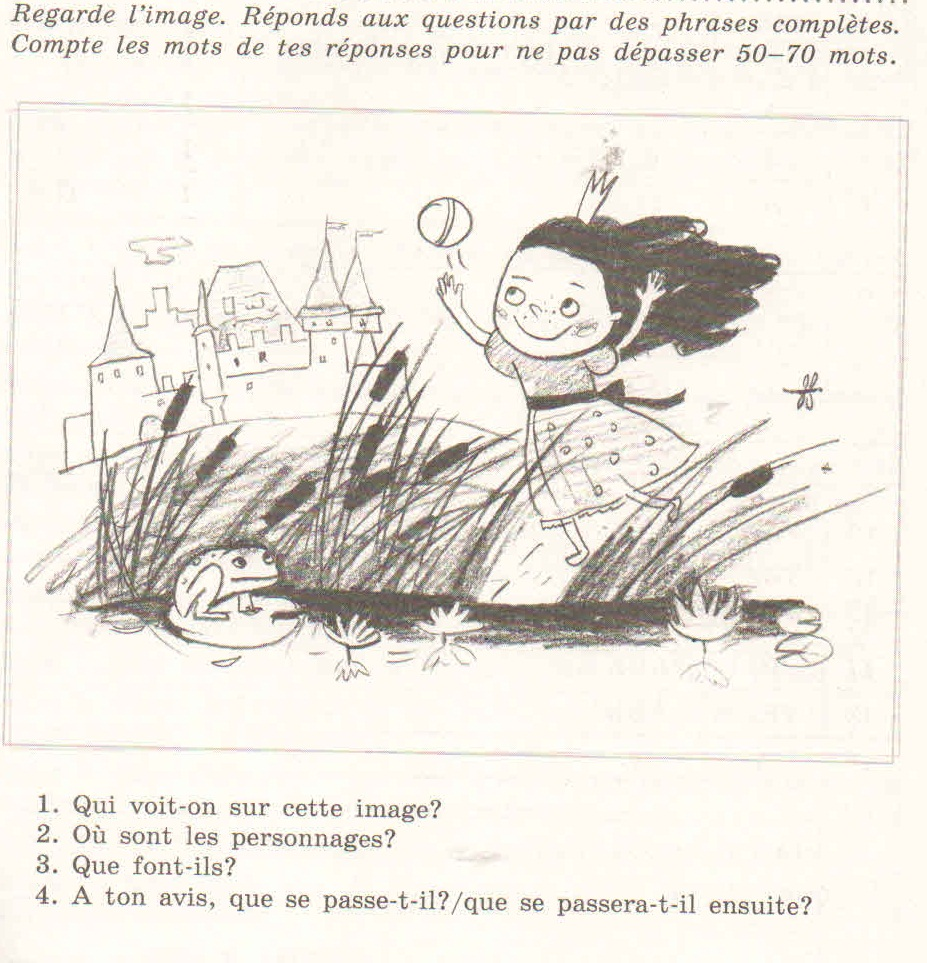 Regarde l'image. Réponds aux questions par des phrases complètes.
Compte les mots de tes réponses pour ne pas dépasser 50–70 mots.
1. Qui voit-on sur cette image?
2. Où sont les personnages?
3. Que font-ils?
4. A ton avis, que se passe-t-il?/que se passera-t-il ensuite?